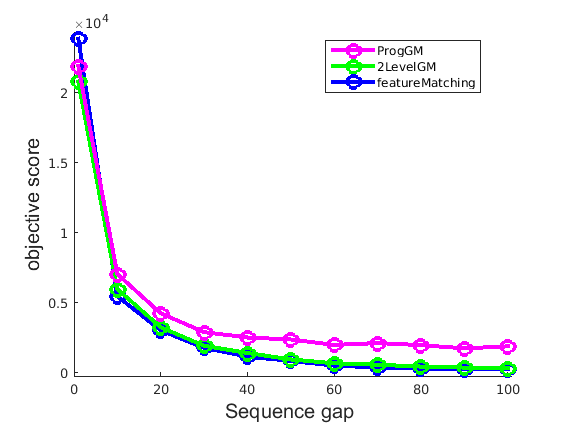 ×10^4
ProgGM
2LevelGM
featureMatching
2
1.5
1
0.5
0
objective score
0 20 40 60 80 100
Sequence gap